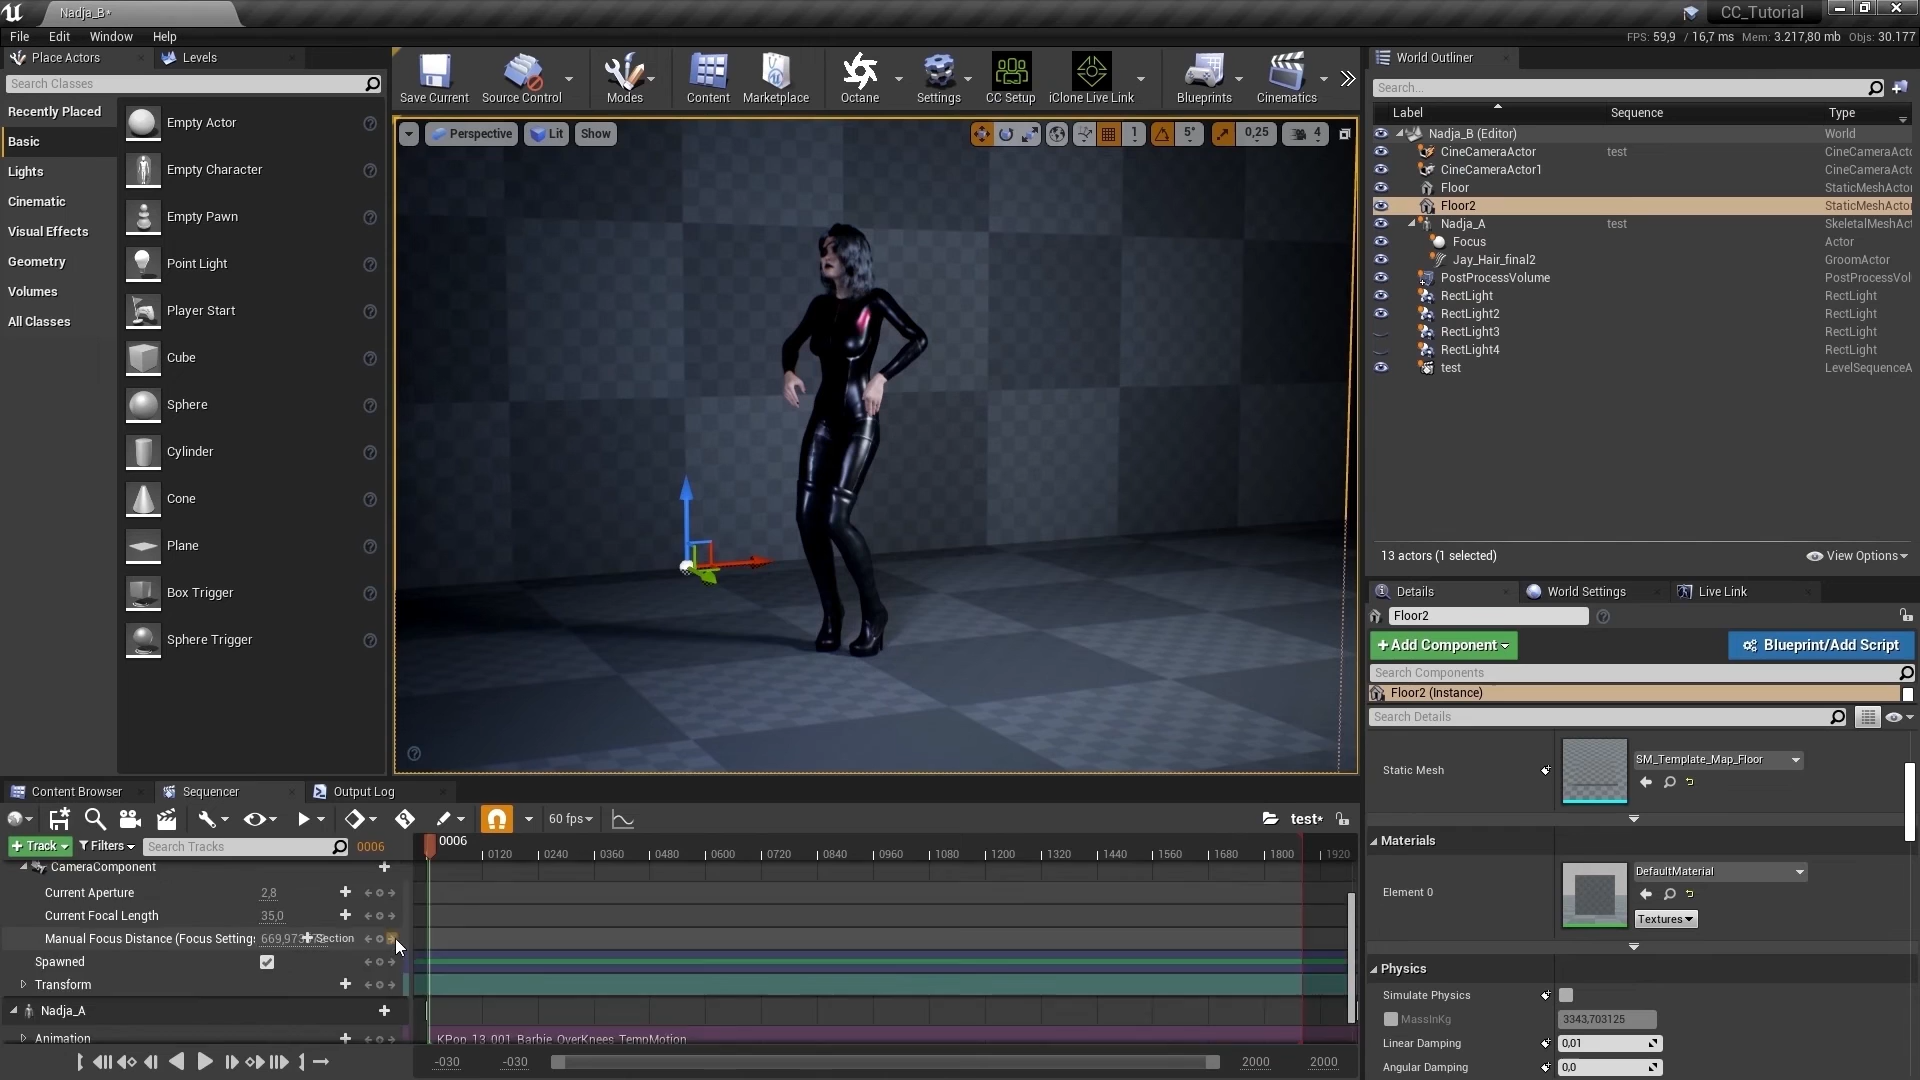 Nadja_B*
CC_Tutorial
File Edit Window Help
FPS: 59,9 / 16,7 ms Mem: 3.217,80 mb Objs: 30.177
Place Actors
Levels
Search Classes
Recently Placed
Basic
Lights
Cinematic
Visual Effects
Geometry
Volumes
All Classes
Empty Actor
Empty Character
Empty Pawn
Point Light
Player Start
Cube
Sphere
Cylinder
Cone
Plane
Box Trigger
Sphere Trigger
Save Current
Source Control
Modes
Content
Marketplace
Octane
Settings
CC Setup
iClone Live Link
Blueprints
Cinematics
Perspective
Lit
Show
1
5°
0,25
4
World Outliner
Search...
Label Sequence Type
Nadja_B (Editor) World
CineCameraActor test CineCameraActo
CineCameraActor1 CineCameraActo
Floor StaticMeshActor
Floor2 StaticMeshActor
Nadja_A test SkeletalMeshAct
Focus Actor
Jay_Hair_final2 GroomActor
PostProcessVolume PostProcessVol
RectLight RectLight
RectLight2 RectLight
RectLight3 RectLight
RectLight4 RectLight
test LevelSequenceA
13 actors (1 selected)
View Options
Details
World Settings
Live Link
Floor2
+Add Component
Blueprint/Add Script
Search Components
Floor2 (Instance)
Search Details
Static Mesh
SM_Template_Map_Floor
Materials
Element 0
DefaultMaterial
Textures
Physics
Simulate Physics
MassInKg 3343,703125
Linear Damping 0,01
Angular Damping 0,0
Content Browser
Sequencer
Output Log
60 fps
test*
+ Track
Filters
Search Tracks
0006
0006
0120 0240 0360 0480 0600 0720 0840 0960 1080 1200 1320 1440 1560 1680 1800 1920
CameraComponent
Current Aperture 2,8
Current Focal Length 35,0
Manual Focus Distance (Focus Settings + Section
Spawned
Transform
Nadja_A
Animation
KPop_13_001_Barbie_OverKnees_TempMotion
-030 -030 2000 2000